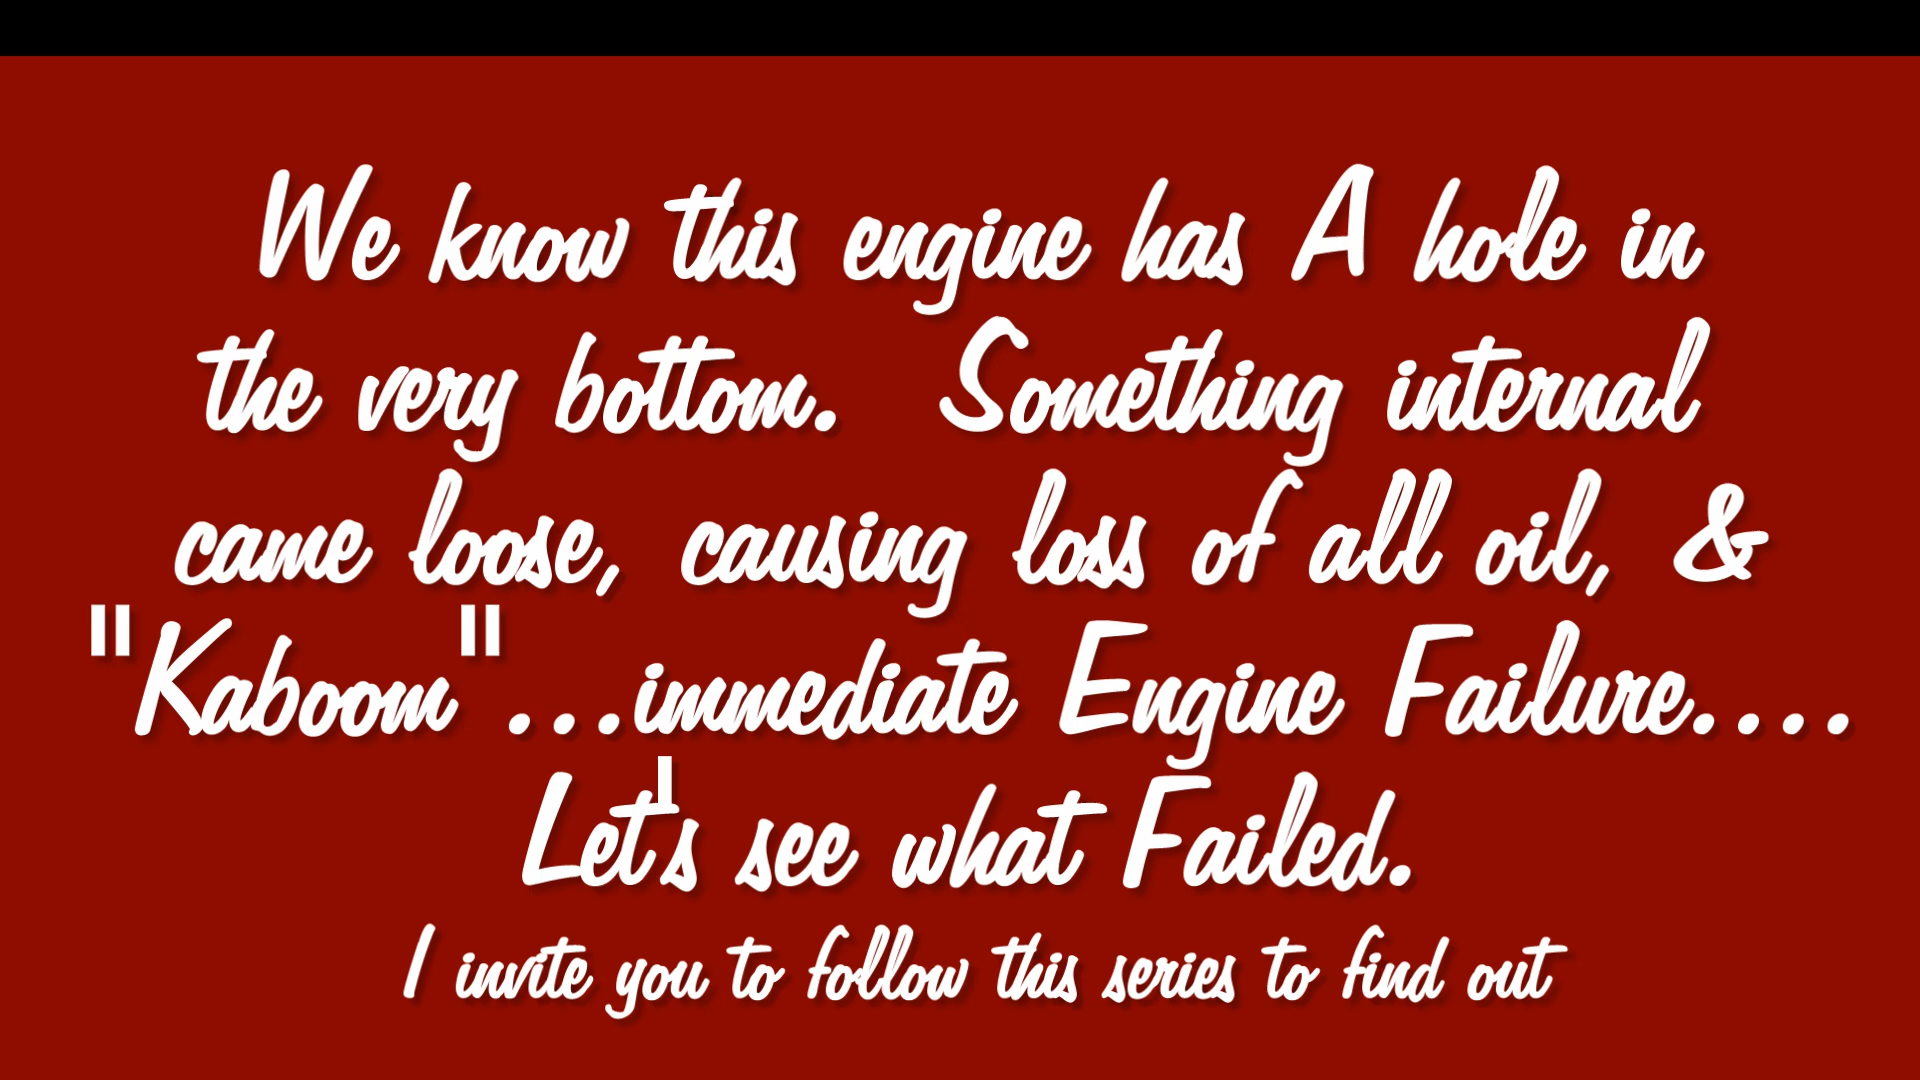 We know this engine has A hole in
the very bottom.  Something internal
came loose, causing loss of all oil, &
"Kaboom"...immediate Engine Failure....
Let's see what Failed.
I invite you to follow this series to find out